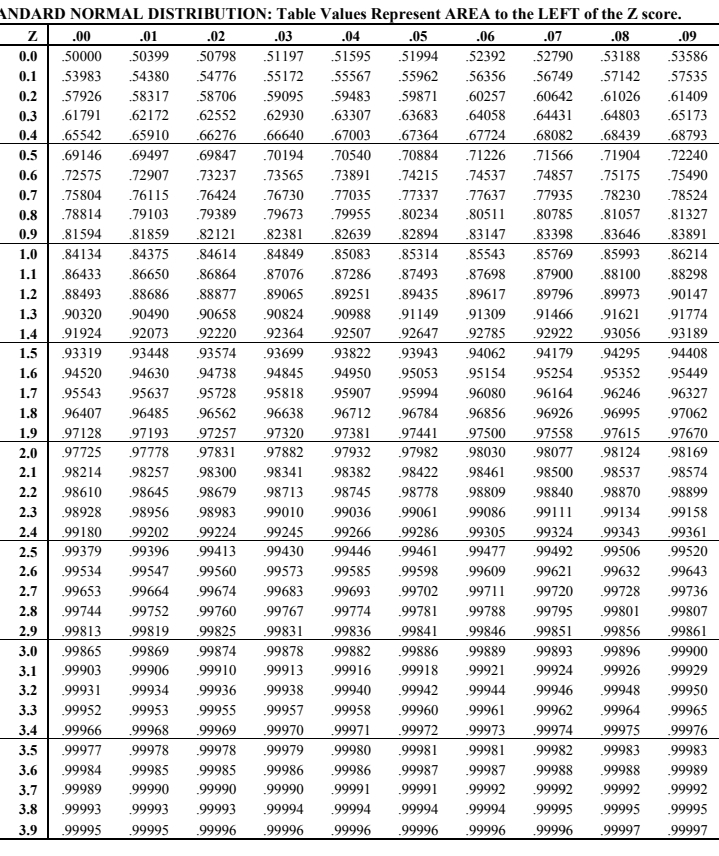 ANDARD NORMAL DISTRIBUTION: Table Values Represent AREA to the LEFT of the Z score.
Z .00 .01 .02 .03 .04 .05 .06 .07 .08 .09
0.0 .50000 .50399 .50798 .51197 .51595 .51994 .52392 .52790 .53188 .53586
0.1 .53983 .54380 .54776 .55172 .55567 .55962 .56356 .56749 .57142 .57535
0.2 .57926 .58317 .58706 .59095 .59483 .59871 .60257 .60642 .61026 .61409
0.3 .61791 .62172 .62552 .62930 .63307 .63683 .64058 .64431 .64803 .65173
0.4 .65542 .65910 .66276 .66640 .67003 .67364 .67724 .68082 .68439 .68793
0.5 .69146 .69497 .69847 .70194 .70540 .70884 .71226 .71566 .71904 .72240
0.6 .72575 .72907 .73237 .73565 .73891 .74215 .74537 .74857 .75175 .75490
0.7 .75804 .76115 .76424 .76730 .77035 .77337 .77637 .77935 .78230 .78524
0.8 .78814 .79103 .79389 .79673 .79955 .80234 .80511 .80785 .81057 .81327
0.9 .81594 .81859 .82121 .82381 .82639 .82894 .83147 .83398 .83646 .83891
1.0 .84134 .84375 .84614 .84849 .85083 .85314 .85543 .85769 .85993 .86214
1.1 .86433 .86650 .86864 .87076 .87286 .87493 .87698 .87900 .88100 .88298
1.2 .88493 .88686 .88877 .89065 .89251 .89435 .89617 .89796 .89973 .90147
1.3 .90320 .90490 .90658 .90824 .90988 .91149 .91309 .91466 .91621 .91774
1.4 .91924 .92073 .92220 .92364 .92507 .92647 .92785 .92922 .93056 .93189
1.5 .93319 .93448 .93574 .93699 .93822 .93943 .94062 .94179 .94295 .94408
1.6 .94520 .94630 .94738 .94845 .94950 .95053 .95154 .95254 .95352 .95449
1.7 .95543 .95637 .95728 .95818 .95907 .95994 .96080 .96164 .96246 .96327
1.8 .96407 .96485 .96562 .96638 .96712 .96784 .96856 .96926 .96995 .97062
1.9 .97128 .97193 .97257 .97320 .97381 .97441 .97500 .97558 .97615 .97670
2.0 .97725 .97778 .97831 .97882 .97932 .97982 .98030 .98077 .98124 .98169
2.1 .98214 .98257 .98300 .98341 .98382 .98422 .98461 .98500 .98537 .98574
2.2 .98610 .98645 .98679 .98713 .98745 .98778 .98809 .98840 .98870 .98899
2.3 .98928 .98956 .98983 .99010 .99036 .99061 .99086 .99111 .99134 .99158
2.4 .99180 .99202 .99224 .99245 .99266 .99286 .99305 .99324 .99343 .99361
2.5 .99379 .99396 .99413 .99430 .99446 .99461 .99477 .99492 .99506 .99520
2.6 .99534 .99547 .99560 .99573 .99585 .99598 .99609 .99621 .99632 .99643
2.7 .99653 .99664 .99674 .99683 .99693 .99702 .99711 .99720 .99728 .99736
2.8 .99744 .99752 .99760 .99767 .99774 .99781 .99788 .99795 .99801 .99807
2.9 .99813 .99819 .99825 .99831 .99836 .99841 .99846 .99851 .99856 .99861
3.0 .99865 .99869 .99874 .99878 .99882 .99886 .99889 .99893 .99896 .99900
3.1 .99903 .99906 .99910 .99913 .99916 .99918 .99921 .99924 .99926 .99929
3.2 .99931 .99934 .99936 .99938 .99940 .99942 .99944 .99946 .99948 .99950
3.3 .99952 .99953 .99955 .99957 .99958 .99960 .99961 .99962 .99964 .99965
3.4 .99966 .99968 .99969 .99970 .99971 .99972 .99973 .99974 .99975 .99976
3.5 .99977 .99978 .99978 .99979 .99980 .99981 .99981 .99982 .99983 .99983
3.6 .99984 .99985 .99985 .99986 .99986 .99987 .99987 .99988 .99988 .99989
3.7 .99989 .99990 .99990 .99990 .99991 .99991 .99992 .99992 .99992 .99992
3.8 .99993 .99993 .99993 .99994 .99994 .99994 .99994 .99995 .99995 .99995
3.9 .99995 .99995 .99996 .99996 .99996 .99996 .99996 .99996 .99997 .99997